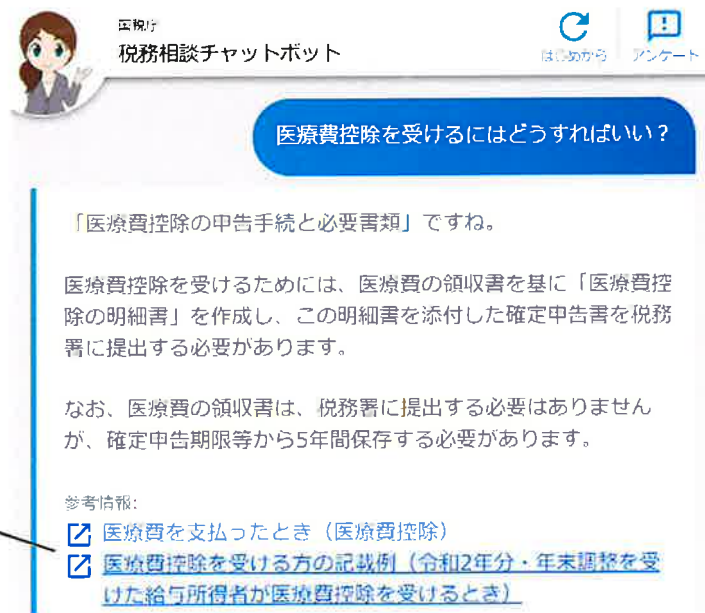 国税庁
税務相談チャットボット
はじめから
アンケート
医療費控除を受けるにはどうすればいい？
「医療費控除の申告手続と必要書類」ですね。
医療費控除を受けるためには、医療費の領収書を基に「医療費控
除の明細書」を作成し、この明細書を添付した確定申告書を税務
署に提出する必要があります。
なお、医療費の領収書は、税務署に提出する必要はありません
が、確定申告期限等から5年間保存する必要があります。
参考情報:
医療費を支払ったとき（医療費控除）
医療費控除を受ける方の記載例（令和2年分・年末調整を受
けた給与所得者が医療費控除を受けるとき）